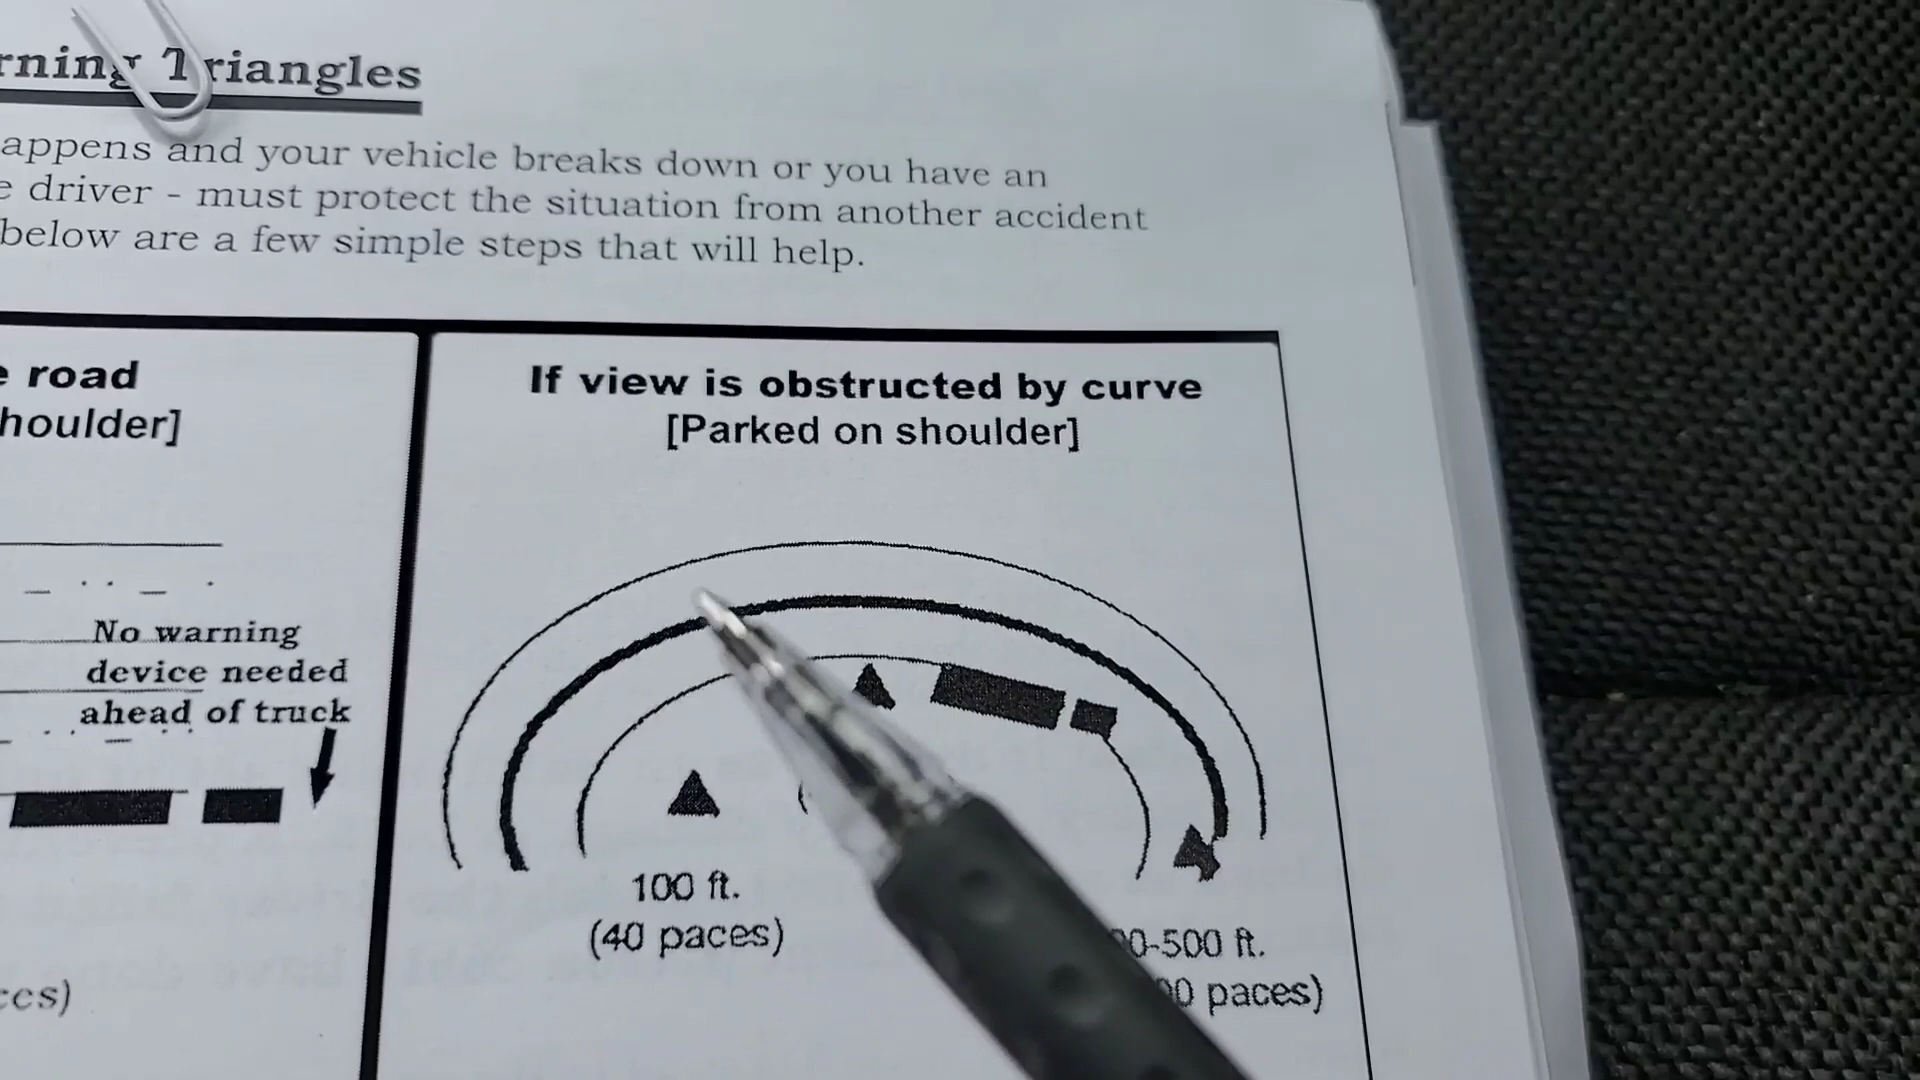 rning Triangles
appens and your vehicle breaks down or you have an
e driver - must protect the situation from another accident
below are a few simple steps that will help.
e road
houlder]
No warning
device needed
ahead of truck
ces)
If view is obstructed by curve
[Parked on shoulder]
100 ft.
(40 paces)
0-500 ft.
0 paces)